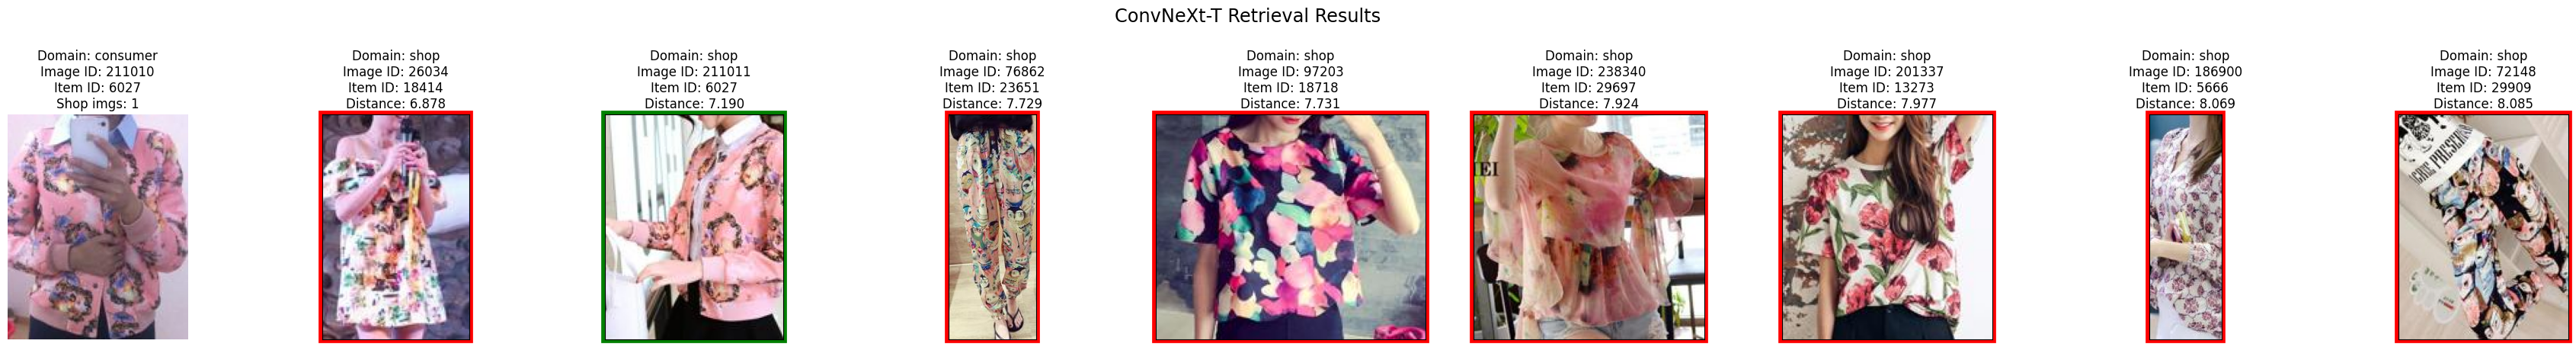 ConvNeXt-T Retrieval Results
Domain: consumer
Image ID: 211010
Item ID: 6027
Shop imgs: 1
Domain: shop
Image ID: 26034
Item ID: 18414
Distance: 6.878
Domain: shop
Image ID: 211011
Item ID: 6027
Distance: 7.190
Domain: shop
Image ID: 76862
Item ID: 23651
Distance: 7.729
Domain: shop
Image ID: 97203
Item ID: 18718
Distance: 7.731
Domain: shop
Image ID: 238340
Item ID: 29697
Distance: 7.924
Domain: shop
Image ID: 201337
Item ID: 13273
Distance: 7.977
Domain: shop
Image ID: 186900
Item ID: 5666
Distance: 8.069
Domain: shop
Image ID: 72148
Item ID: 29909
Distance: 8.085